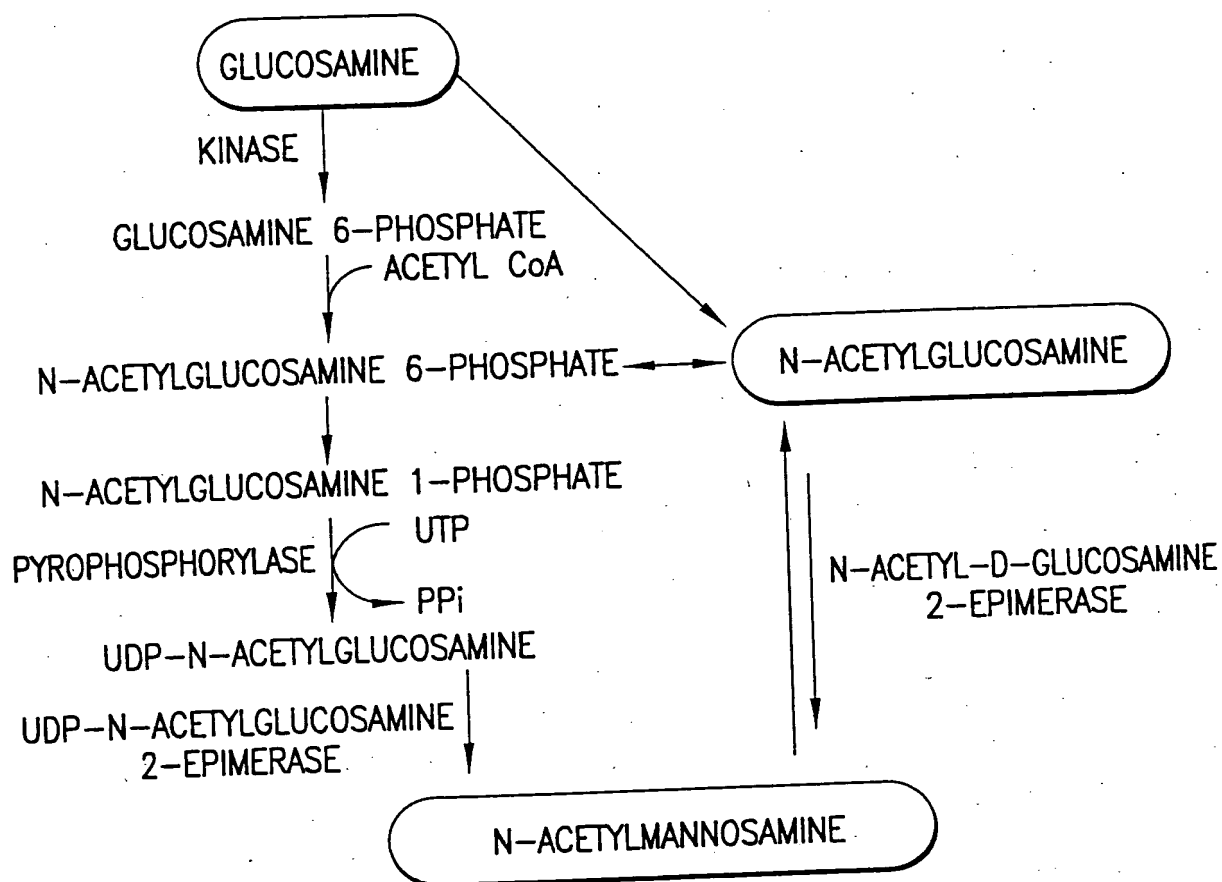 GLUCOSAMINE
KINASE
GLUCOSAMINE 6-PHOSPHATE
ACETYL CoA
N-ACETYLGLUCOSAMINE 6-PHOSPHATE
N-ACETYLGLUCOSAMINE
N-ACETYLGLUCOSAMINE 1-PHOSPHATE
UTP
PYROPHOSPHORYLASE
PPi
N-ACETYL-D-GLUCOSAMINE
2-EPIMERASE
UDP-N-ACETYLGLUCOSAMINE
UDP-N-ACETYLGLUCOSAMINE
2-EPIMERASE
N-ACETYLMANNOSAMINE